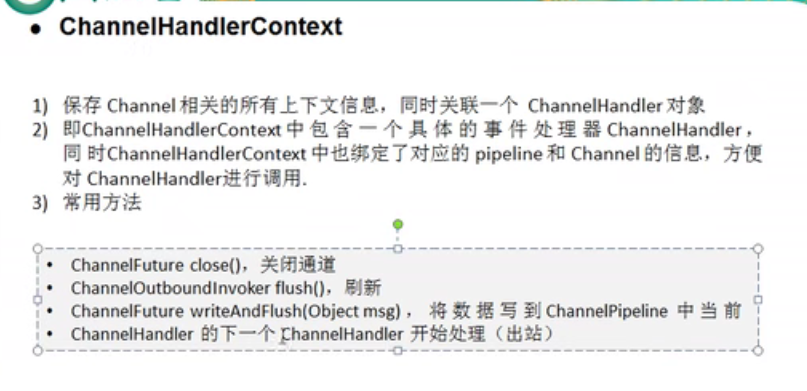 • ChannelHandlerContext
1) 保存 Channel 相关的所有上下文信息，同时关联一个 ChannelHandler 对象
2) 即ChannelHandlerContext 中 包 含 一 个 具 体 的 事 件 处 理 器 ChannelHandler ，
同 时ChannelHandlerContext 中也绑定了对应的 pipeline 和 Channel 的信息，方便
对 ChannelHandler进行调用.
3) 常用方法
• ChannelFuture close()，关闭通道
• ChannelOutboundInvoker flush()，刷新
• ChannelFuture writeAndFlush(Object msg) ， 将 数 据 写 到 ChannelPipeline 中 当 前
• ChannelHandler 的下一个 ChannelHandler 开始处理（出站）